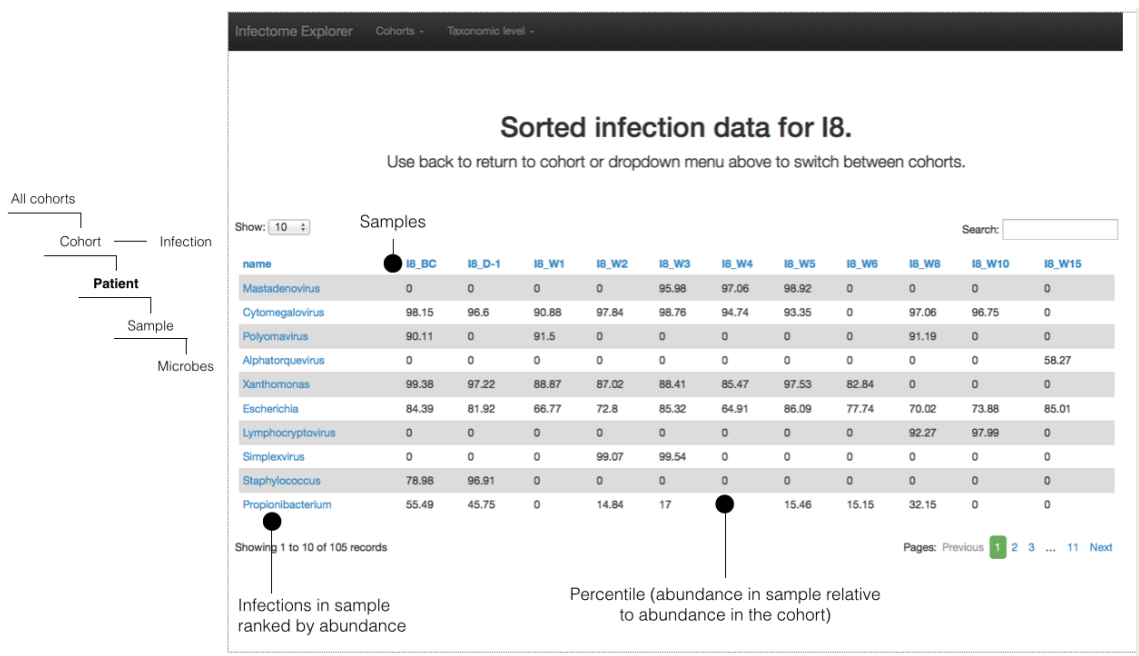 Infectome Explorer Cohorts Taxonomic level
Sorted infection data for I8.
Use back to return to cohort or dropdown menu above to switch between cohorts.
All cohorts
Cohort Infection
Patient
Sample
Microbes
Show: 10 Samples Search:
name I8_BC I8_D-1 I8_W1 I8_W2 I8_W3 I8_W4 I8_W5 I8_W6 I8_W8 I8_W10 I8_W15
Mastadenovirus 0 0 0 0 95.98 97.06 98.92 0 0 0 0
Cytomegalovirus 98.15 96.6 90.88 97.84 98.76 94.74 93.35 0 97.06 96.75 0
Polyomavirus 90.11 0 91.5 0 0 0 0 0 91.19 0 0
Alphatorquevirus 0 0 0 0 0 0 0 0 0 0 58.27
Xanthomonas 99.38 97.22 88.87 87.02 88.41 85.47 97.53 82.84 0 0 0
Escherichia 84.39 81.92 66.77 72.8 85.32 64.91 86.09 77.74 70.02 73.88 85.01
Lymphocryptovirus 0 0 0 0 0 0 0 0 92.27 97.99 0
Simplexvirus 0 0 0 99.07 99.54 0 0 0 0 0 0
Staphylococcus 78.98 96.91 0 0 0 0 0 0 0 0 0
Propionibacterium 55.49 45.75 0 14.84 17 15.46 15.15 32.15 0 0
Showing 1 to 10 of 105 records Pages: Previous 1 2 3 ... 11 Next
Infections in sample
ranked by abundance
Percentile (abundance in sample relative
to abundance in the cohort)